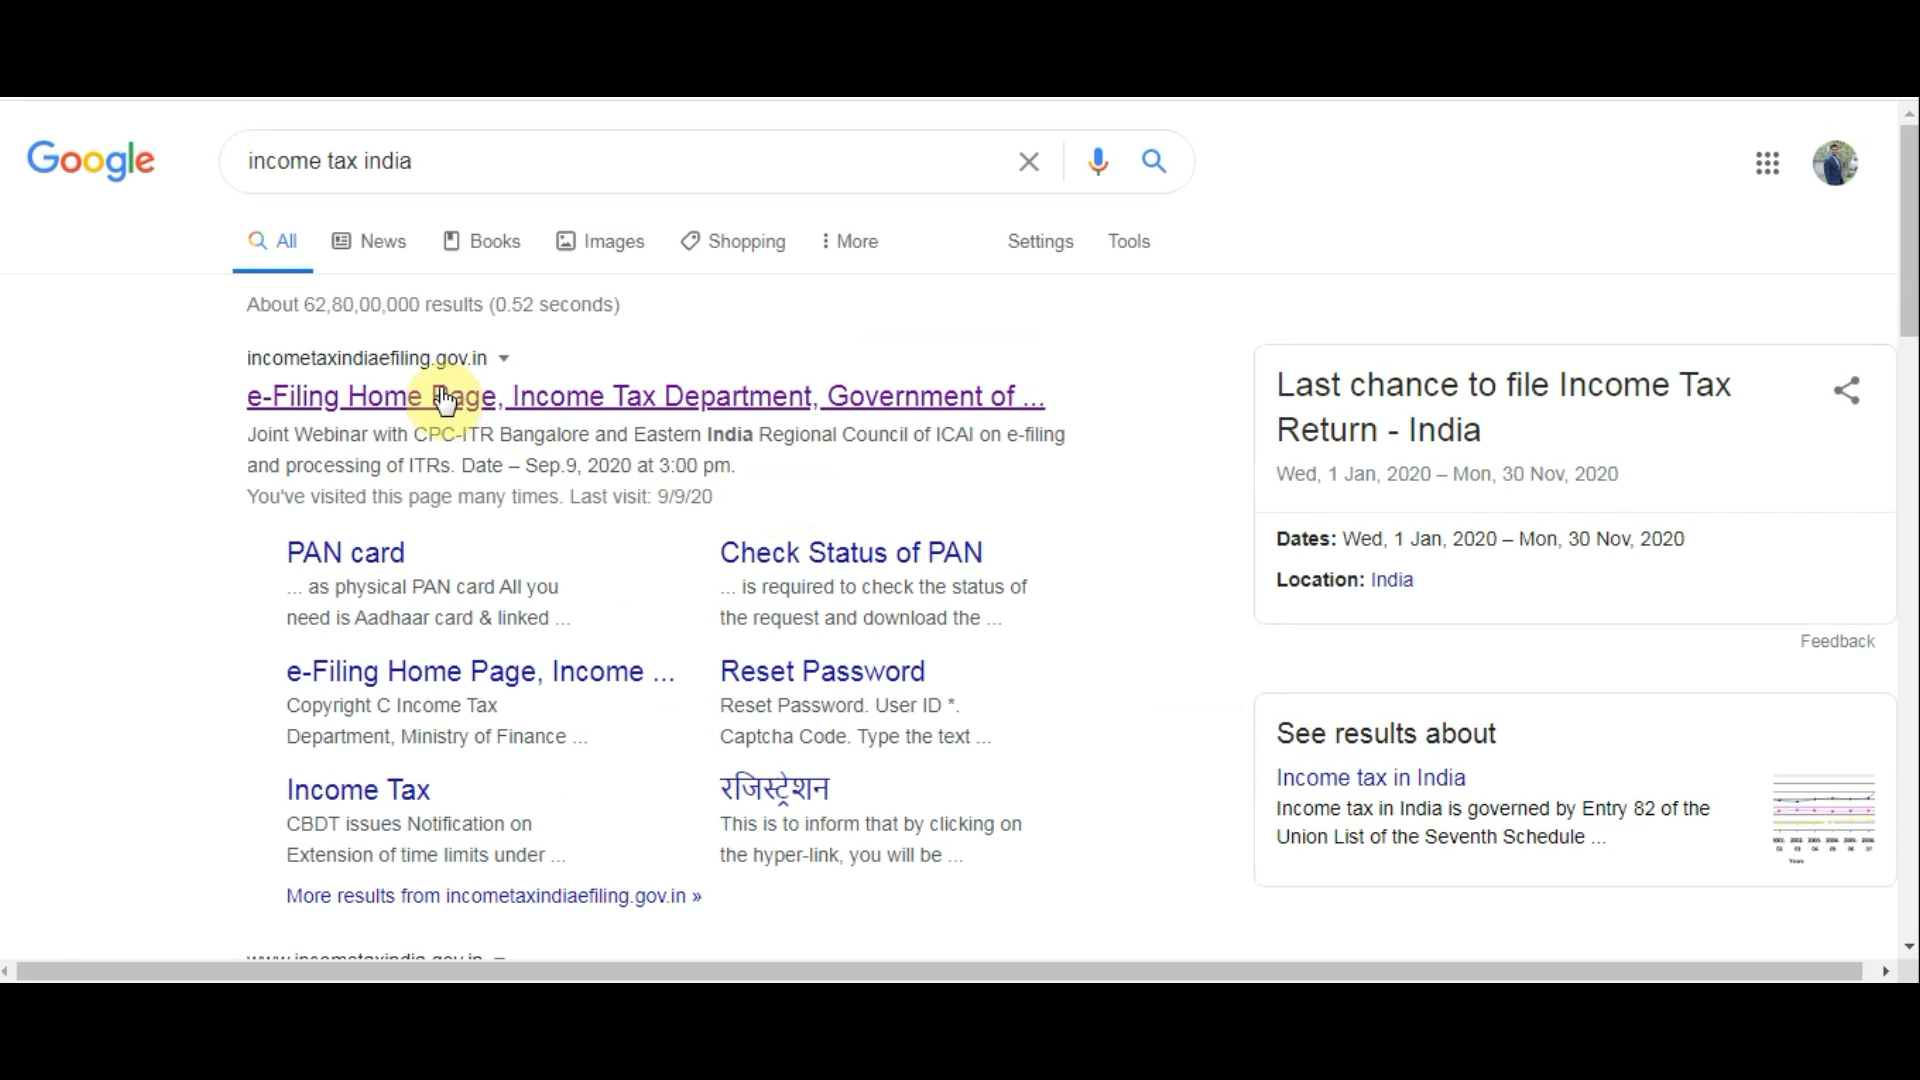 Google
income tax india
All News Books Images Shopping More Settings Tools
About 62,80,00,000 results (0.52 seconds)
incometaxindiaefiling.gov.in
e-Filing Home Page, Income Tax Department, Government of ...
Joint Webinar with CPC-ITR Bangalore and Eastern India Regional Council of ICAI on e-filing
and processing of ITRs. Date – Sep.9, 2020 at 3:00 pm.
You've visited this page many times. Last visit: 9/9/20
PAN card
... as physical PAN card All you
need is Aadhaar card & linked ...
Check Status of PAN
... is required to check the status of
the request and download the ...
e-Filing Home Page, Income ...
Copyright C Income Tax
Department, Ministry of Finance ...
Reset Password
Reset Password. User ID *.
Captcha Code. Type the text ...
Income Tax
CBDT issues Notification on
Extension of time limits under ...
रजिस्ट्रेशन
This is to inform that by clicking on
the hyper-link, you will be ...
More results from incometaxindiaefiling.gov.in »
www.incometaxindia.gov.in
Last chance to file Income Tax
Return - India
Wed, 1 Jan, 2020 – Mon, 30 Nov, 2020
Dates: Wed, 1 Jan, 2020 – Mon, 30 Nov, 2020
Location: India
Feedback
See results about
Income tax in India
Income tax in India is governed by Entry 82 of the
Union List of the Seventh Schedule ...